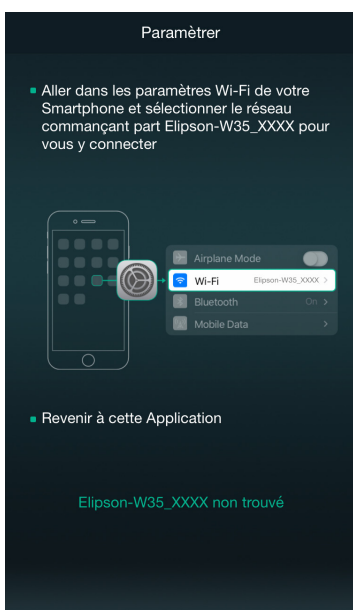 Paramètrer
Aller dans les paramètres Wi-Fi de votre
Smartphone et sélectionner le réseau
commançant part Elipson-W35_XXXX pour
vous y connecter
Airplane Mode
Wi-Fi Elipson-W35_XXXX
Bluetooth On
Mobile Data
Revenir à cette Application
Elipson-W35_XXXX non trouvé